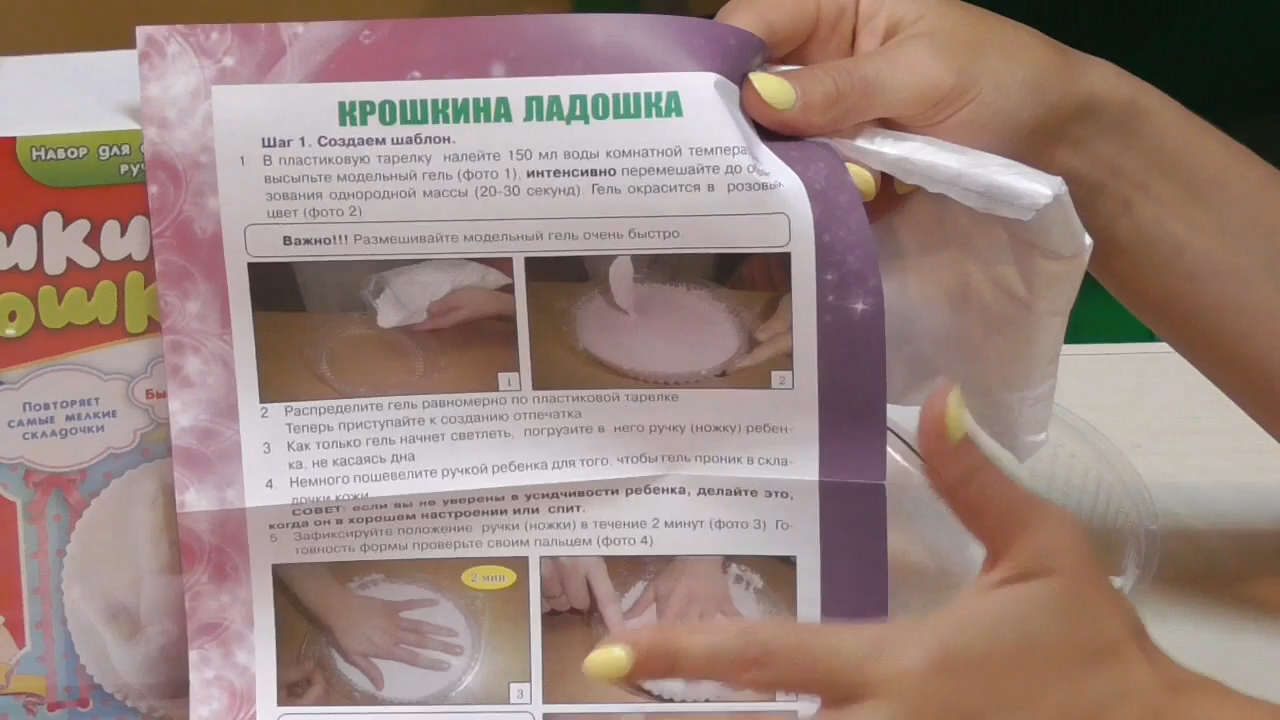 КРОШКИНА ЛАДОШКА
Шаг 1. Создаем шаблон.
1 В пластиковую тарелку налейте 150 мл воды комнатной
высыпьте модельный гель (фото 1), интенсивно перемешайте до
зования однородной массы (20-30 секунд) Гель окрасится в розовый
цвет (фото 2)
Важно!!! Размешивайте модельный гель очень быстро.
1
2
2 Распределите гель равномерно по пластиковой тарелке
Теперь приступайте к созданию отпечатка
3 Как только гель начнет светлеть, погрузите в него ручку (ножку) ребен-
ка, не касаясь дна
4. Немного пошевелите ручкой ребенка для того, чтобы гель проник в скла-
дочки кожи
СОВЕТ: если вы не уверены в усидчивости ребенка, делайте это,
когда он в хорошем настроении или спит.
5 Зафиксируйте положение ручки (ножки) в течение 2 минут (фото 3) Го-
товность формы проверьте своим пальцем (фото 4)
2 мин
3
НАБОР ДЛЯ
ПОВТОРЯЕТ
САМЫЕ МЕЛКИЕ
СКЛАДОЧКИ